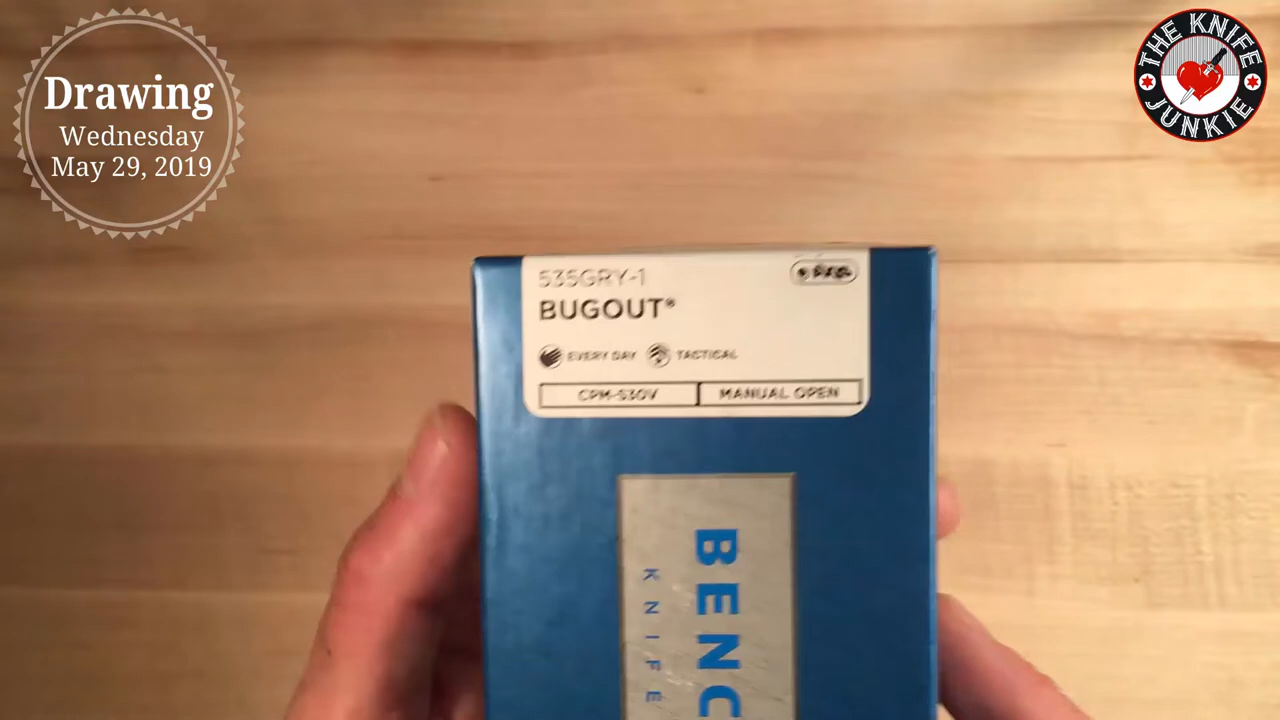 Drawing
Wednesday
May 29, 2019
THE KNIFE
JUNKIE
535GRY-1
BUGOUT®
EVERY DAY TACTICAL
CPM-S30V MANUAL OPEN
BENC
KNIFE